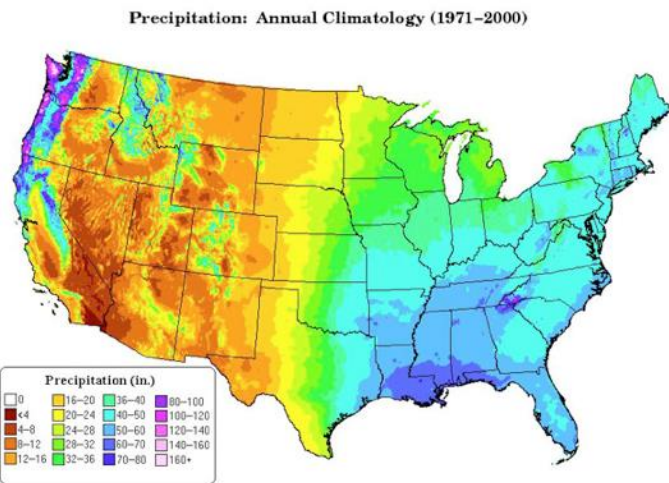 Precipitation: Annual Climatology (1971–2000)
Precipitation (in.)
0 16–20 36–40 80–100
<4 20–24 40–50 100–120
4–8 24–28 50–60 120–140
8–12 28–32 60–70 140–160
12–16 32–36 70–80 160+